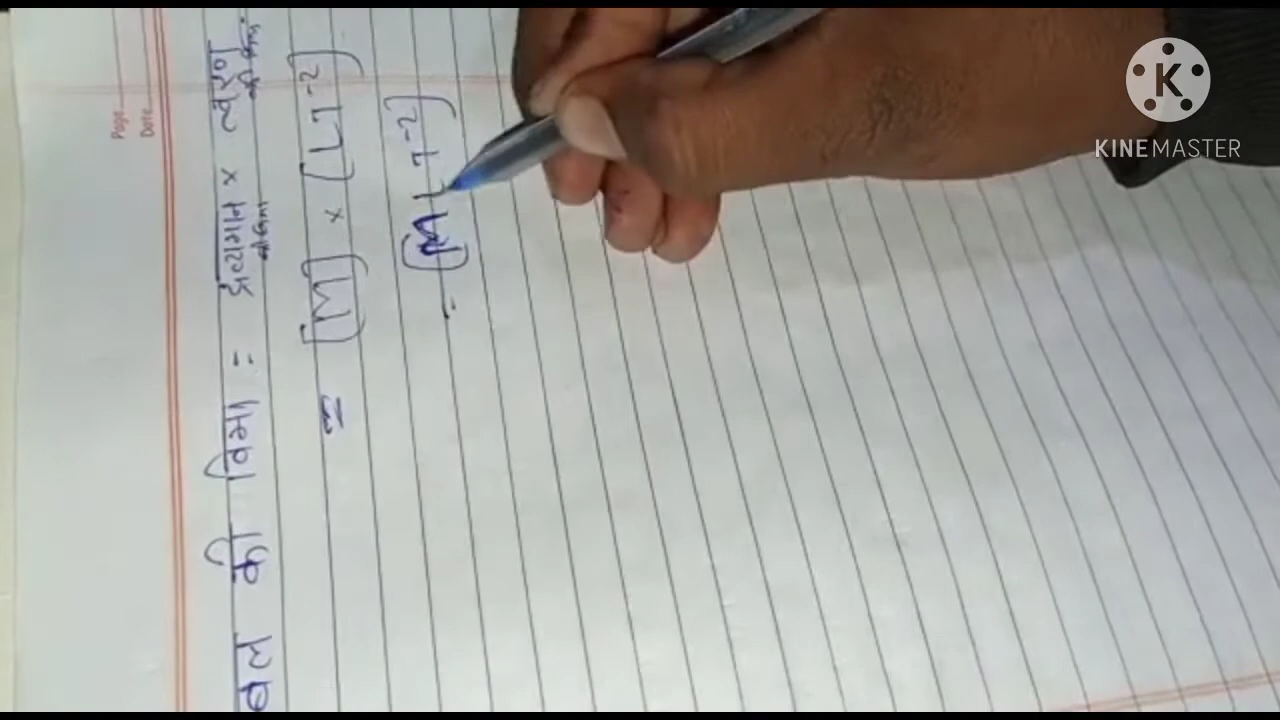 Page
Date
बल की विमा = द्रव्यमान × त्वरण
की विमा की विमा
= [M] × [LT⁻²]
= [MLT⁻²]
K
KINEMASTER